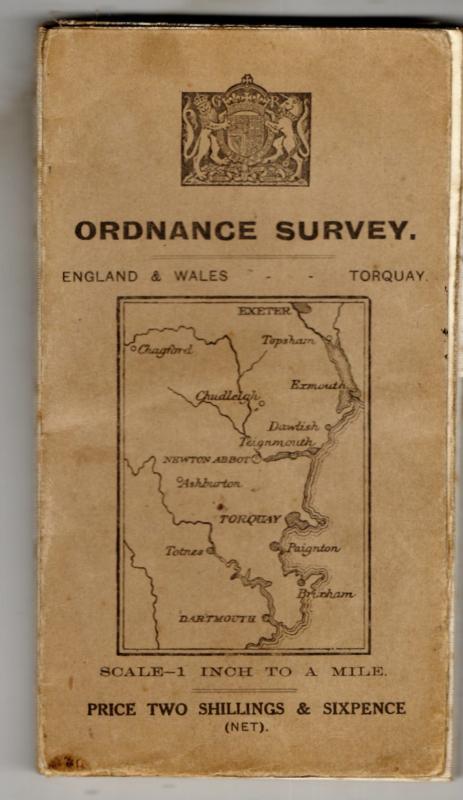 G R
ORDNANCE SURVEY.
ENGLAND & WALES - - TORQUAY.
EXETER
Topsham
Chagford
Exmouth
Chudleigh
Dawlish
Teignmouth
NEWTON ABBOT
Ashburton
TORQUAY
Totnes
Paignton
Brixham
DARTMOUTH
SCALE—1 INCH TO A MILE.
PRICE TWO SHILLINGS & SIXPENCE
(NET).